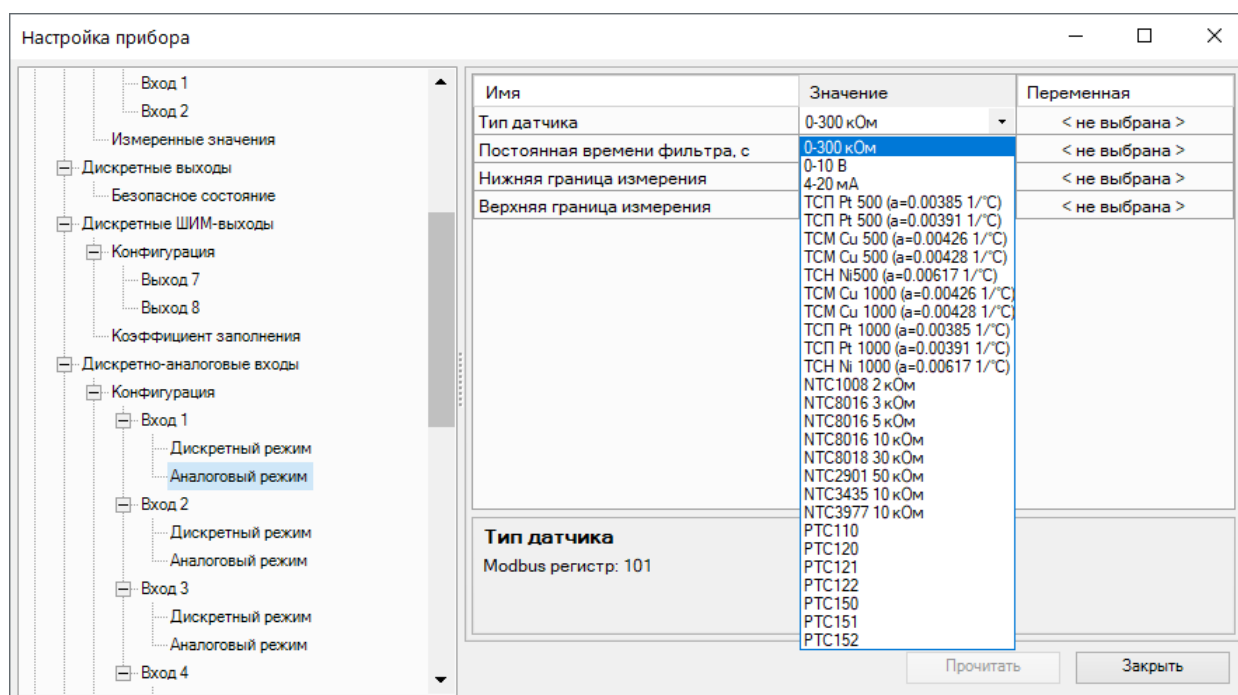 Настройка прибора
Вход 1
Вход 2
Измеренные значения
Дискретные выходы
Безопасное состояние
Дискретные ШИМ-выходы
Конфигурация
Выход 7
Выход 8
Коэффициент заполнения
Дискретно-аналоговые входы
Конфигурация
Вход 1
Дискретный режим
Аналоговый режим
Вход 2
Дискретный режим
Аналоговый режим
Вход 3
Дискретный режим
Аналоговый режим
Вход 4
Имя Значение Переменная
Тип датчика 0-300 кОм < не выбрана >
Постоянная времени фильтра, с < не выбрана >
Нижняя граница измерения < не выбрана >
Верхняя граница измерения < не выбрана >
0-300 кОм
0-10 В
4-20 мА
ТСП Pt 500 (a=0.00385 1/°C)
ТСП Pt 500 (a=0.00391 1/°C)
ТСМ Cu 500 (a=0.00426 1/°C)
ТСМ Cu 500 (a=0.00428 1/°C)
ТСН Ni500 (a=0.00617 1/°C)
ТСМ Cu 1000 (a=0.00426 1/°C)
ТСМ Cu 1000 (a=0.00428 1/°C)
ТСП Pt 1000 (a=0.00385 1/°C)
ТСП Pt 1000 (a=0.00391 1/°C)
ТСН Ni 1000 (a=0.00617 1/°C)
NTC1008 2 кОм
NTC8016 3 кОм
NTC8016 5 кОм
NTC8016 10 кОм
NTC8018 30 кОм
NTC2901 50 кОм
NTC3435 10 кОм
NTC3977 10 кОм
PTC110
PTC120
PTC121
PTC122
PTC150
PTC151
PTC152
Тип датчика
Modbus регистр: 101
Прочитать Закрыть